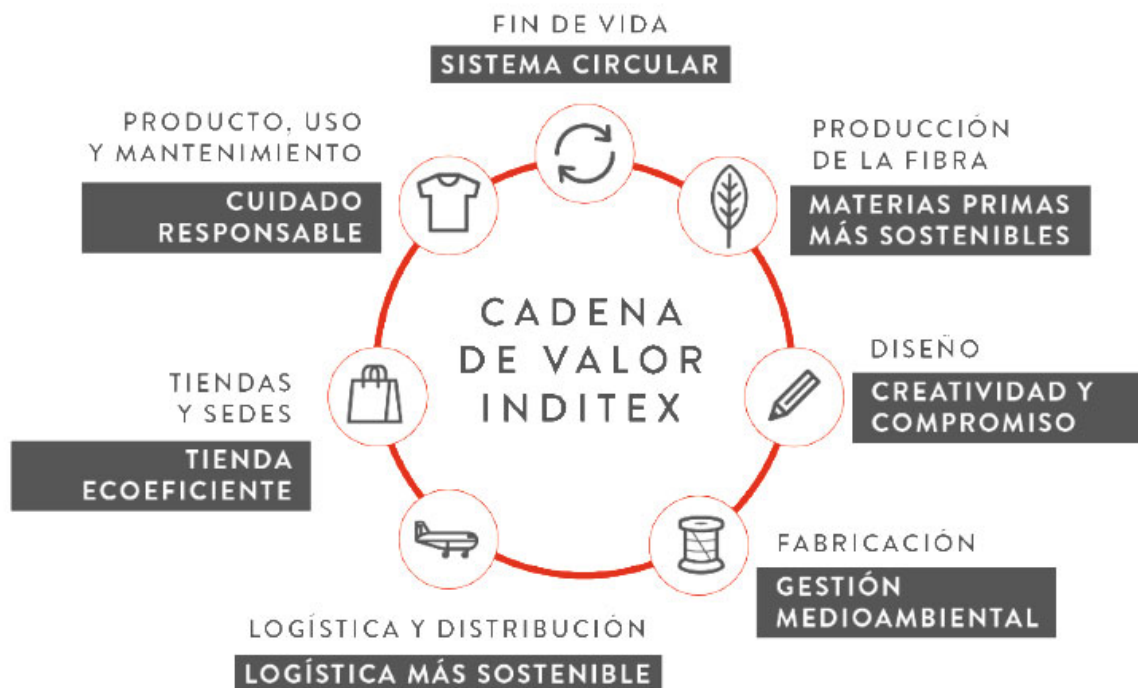 FIN DE VIDA
SISTEMA CIRCULAR
PRODUCCIÓN
DE LA FIBRA
MATERIAS PRIMAS
MÁS SOSTENIBLES
DISEÑO
CREATIVIDAD Y
COMPROMISO
FABRICACIÓN
GESTIÓN
MEDIOAMBIENTAL
LOGÍSTICA Y DISTRIBUCIÓN
LOGÍSTICA MÁS SOSTENIBLE
TIENDAS
Y SEDES
TIENDA
ECOEFICIENTE
PRODUCTO, USO
Y MANTENIMIENTO
CUIDADO
RESPONSABLE
CADENA
DE VALOR
INDITEX